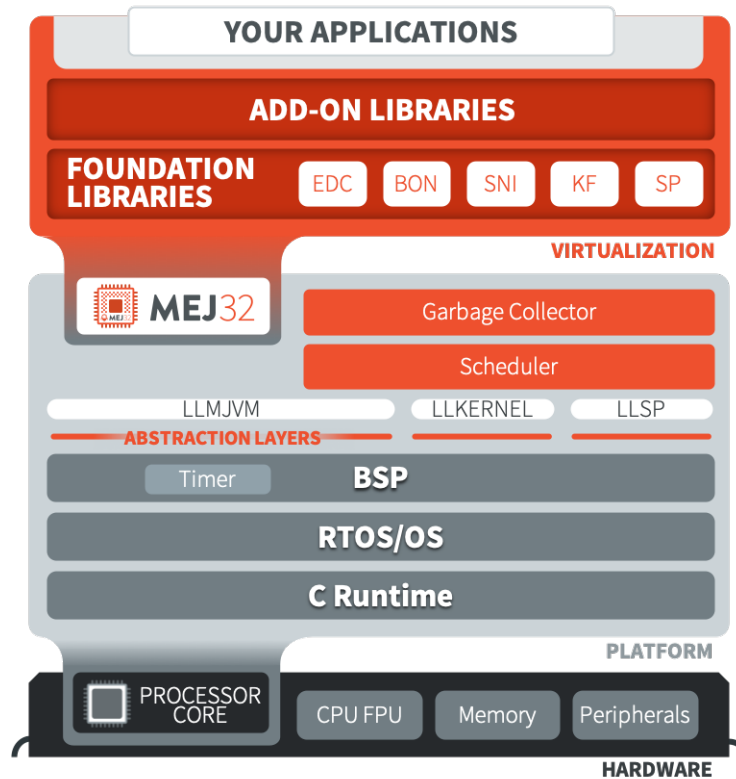 YOUR APPLICATIONS
ADD-ON LIBRARIES
FOUNDATION
LIBRARIES
EDC BON SNI KF SP
VIRTUALIZATION
MEJ32
MEJ32
Garbage Collector
Scheduler
LLMJVM LLKERNEL LLSP
ABSTRACTION LAYERS
Timer BSP
RTOS/OS
C Runtime
PLATFORM
PROCESSOR
CORE
CPU FPU Memory Peripherals
HARDWARE